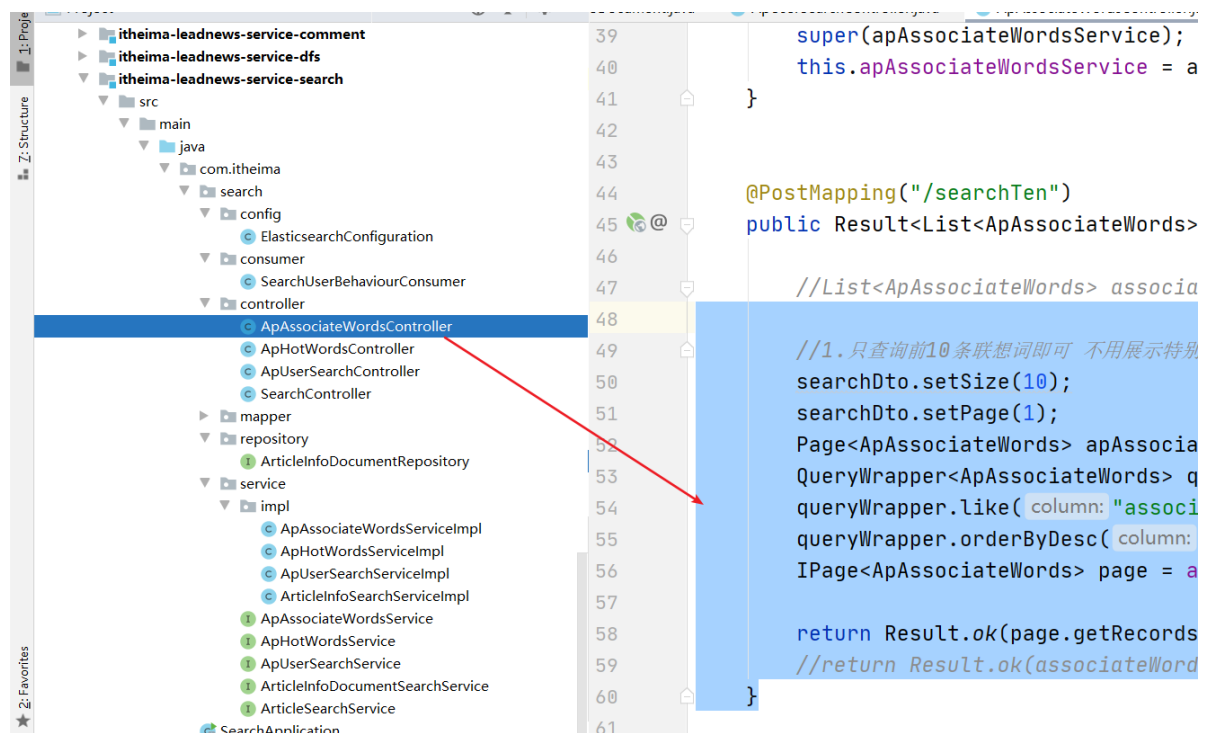 1: Proje
Z: Structure
2: Favorites
itheima-leadnews-service-comment
itheima-leadnews-service-dfs
itheima-leadnews-service-search
src
main
java
com.itheima
search
config
ElasticsearchConfiguration
consumer
SearchUserBehaviourConsumer
controller
ApAssociateWordsController
ApHotWordsController
ApUserSearchController
SearchController
mapper
repository
ArticleInfoDocumentRepository
service
impl
ApAssociateWordsServiceImpl
ApHotWordsServiceImpl
ApUserSearchServiceImpl
ArticleInfoSearchServiceImpl
ApAssociateWordsService
ApHotWordsService
ApUserSearchService
ArticleInfoDocumentSearchService
ArticleSearchService
SearchApplication
39 super(apAssociateWordsService);
40 this.apAssociateWordsService = a
41 }
42
43
44 @PostMapping("/searchTen")
45 @ public Result<List<ApAssociateWords>
46
47 //List<ApAssociateWords> associa
48
49 //1.只查询前10条联想词即可 不用展示特别
50 searchDto.setSize(10);
51 searchDto.setPage(1);
52 Page<ApAssociateWords> apAssocia
53 QueryWrapper<ApAssociateWords> q
54 queryWrapper.like( column: "associ
55 queryWrapper.orderByDesc( column:
56 IPage<ApAssociateWords> page = a
57
58 return Result.ok(page.getRecords
59 //return Result.ok(associateWord
60 }
61